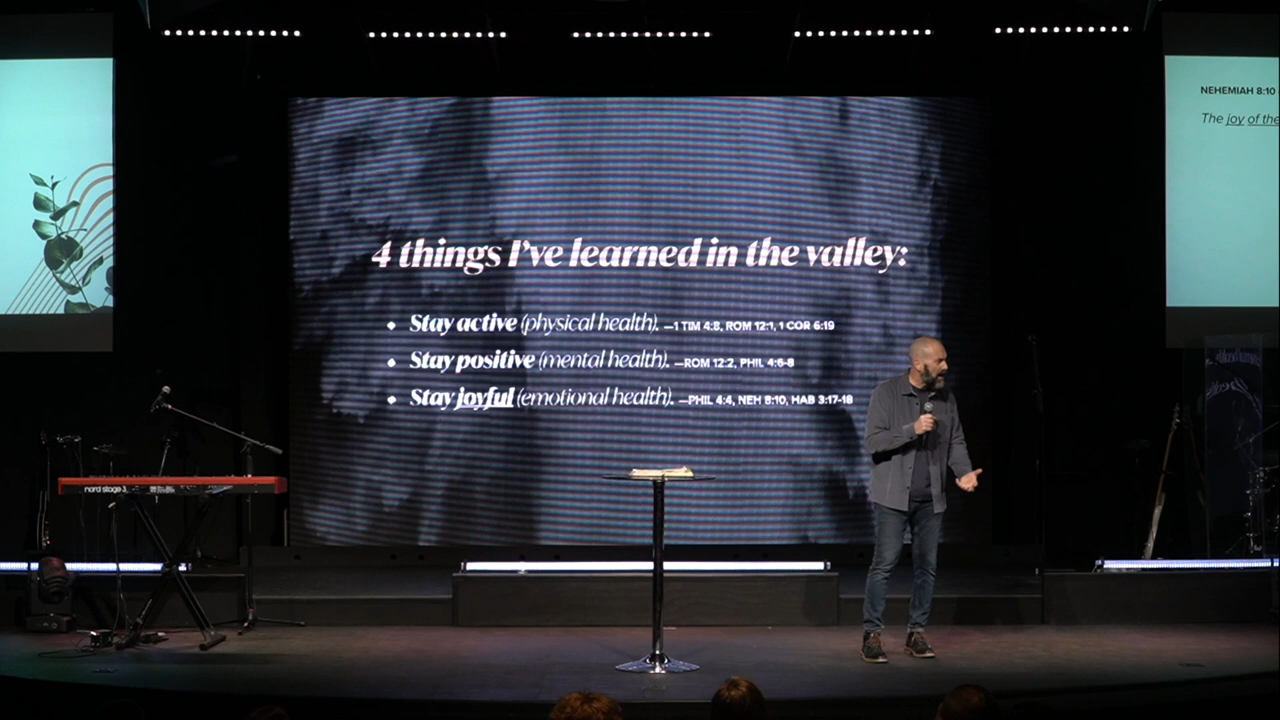 NEHEMIAH 8:10
The joy of the
4 things I've learned in the valley:
Stay active (physical health). —1 TIM 4:8, ROM 12:1, 1 COR 6:19
Stay positive (mental health). —ROM 12:2, PHIL 4:6-8
Stay joyful (emotional health). —PHIL 4:4, NEH 8:10, HAB 3:17-18
nord stage 3